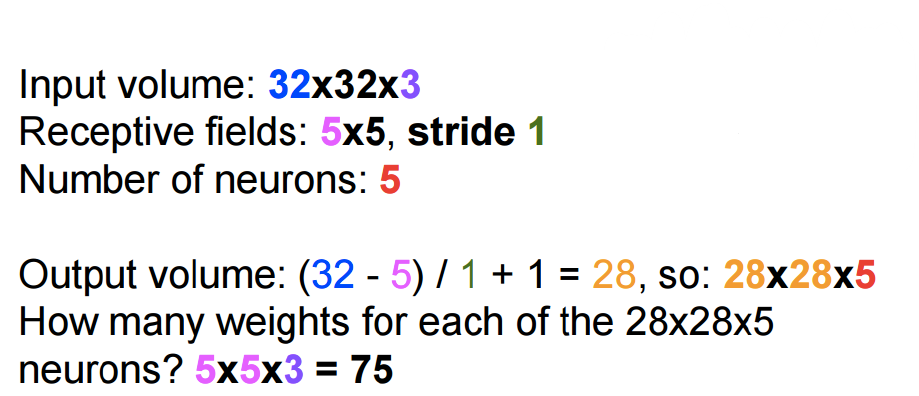 Input volume: 32x32x3
Receptive fields: 5x5, stride 1
Number of neurons: 5
Output volume: (32 - 5) / 1 + 1 = 28, so: 28x28x5
How many weights for each of the 28x28x5
neurons? 5x5x3 = 75